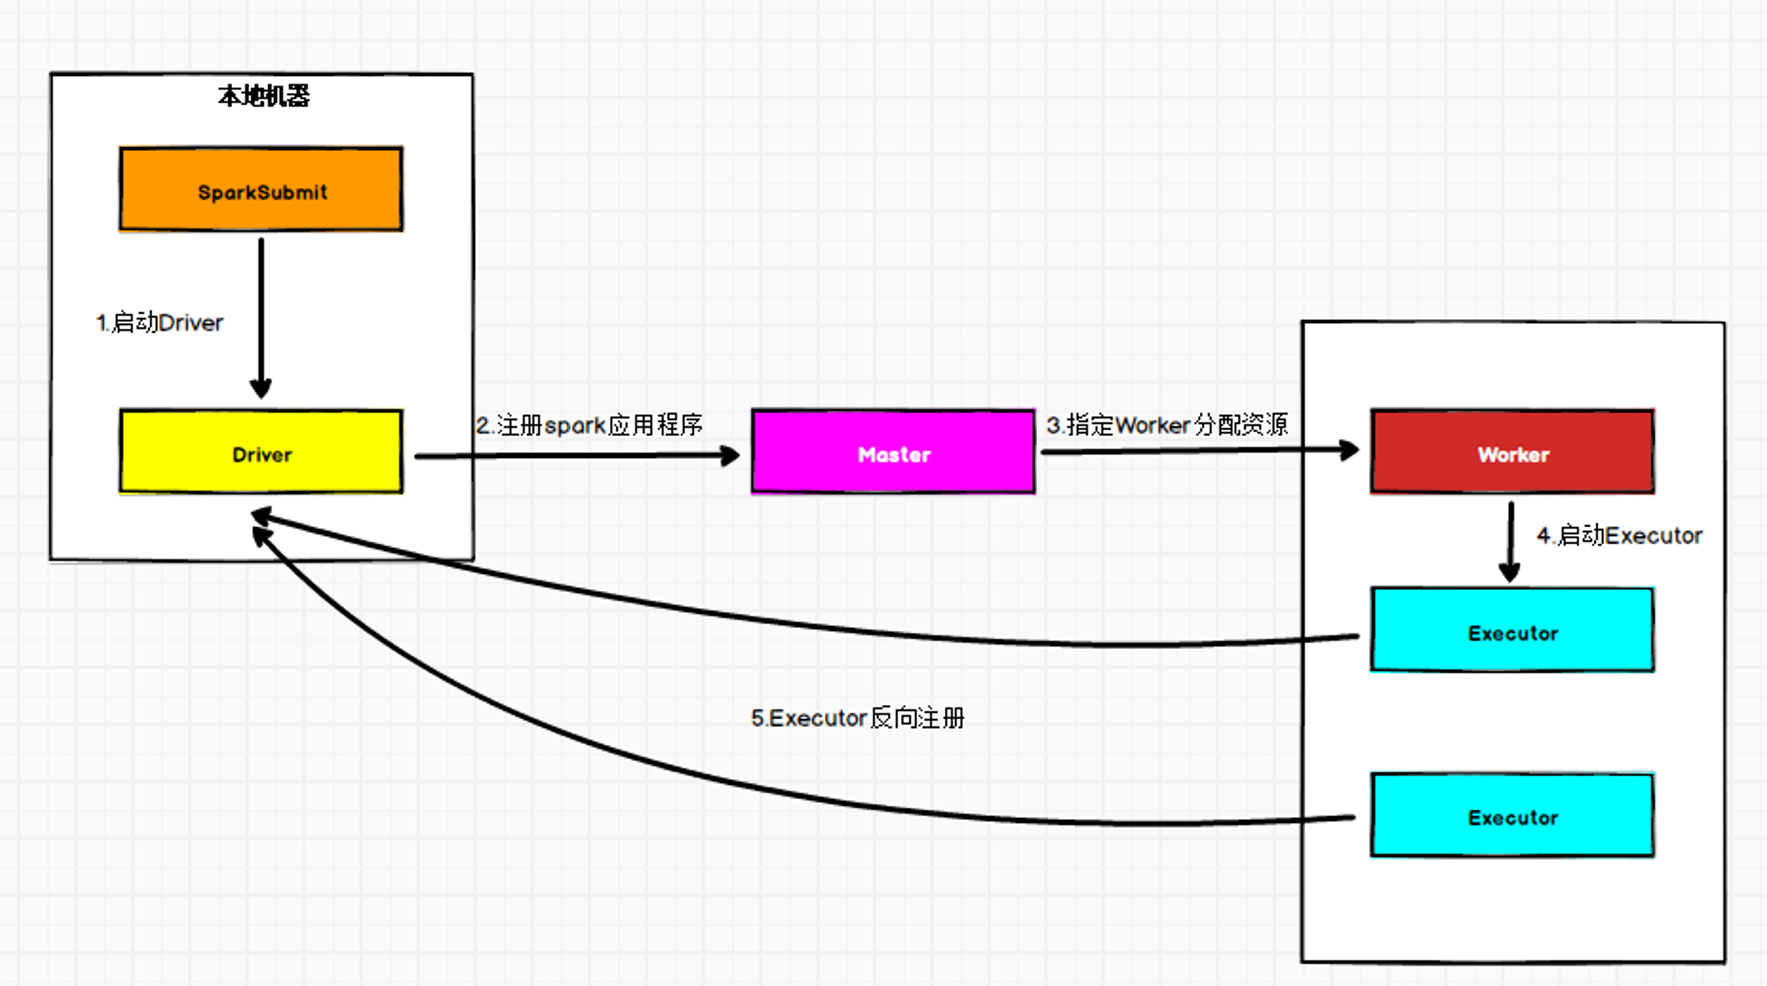 本地机器
SparkSubmit
1.启动Driver
Driver
2.注册spark应用程序
Master
3.指定Worker分配资源
Worker
4.启动Executor
Executor
5.Executor反向注册
Executor